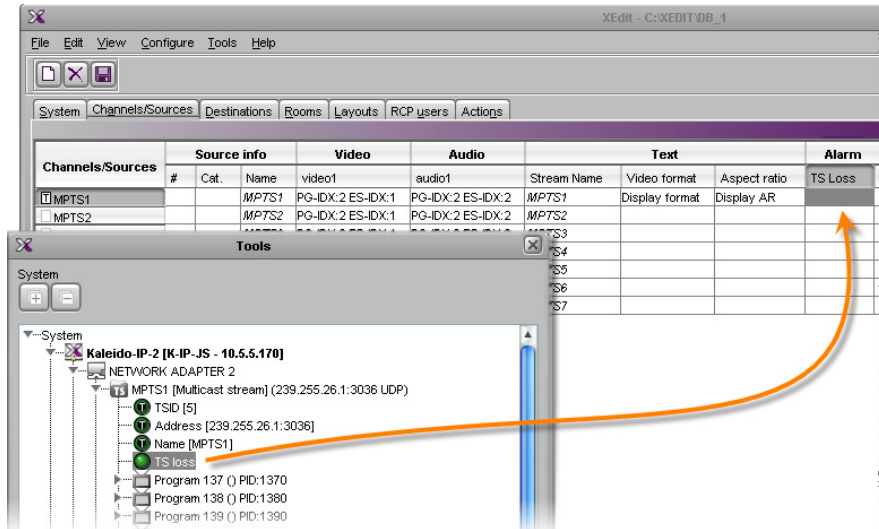 XEdit - C:\XEDIT\DB_1
File Edit View Configure Tools Help
System Channels/Sources Destinations Rooms Layouts RCP users Actions
Channels/Sources Source info Video Audio Text Alarm
# Cat. Name video1 audio1 Stream Name Video format Aspect ratio TS Loss
T MPTS1 MPTS1 PG-IDX:2 ES-IDX:1 PG-IDX:2 ES-IDX:2 MPTS1 Display format Display AR
MPTS2 MPTS2 PG-IDX:2 ES-IDX:1 PG-IDX:2 ES-IDX:2 MPTS2
Tools
System
System
Kaleido-IP-2 [K-IP-JS - 10.5.5.170]
NETWORK ADAPTER 2
TS MPTS1 [Multicast stream] (239.255.26.1:3036 UDP)
T TSID [5]
T Address [239.255.26.1:3036]
T Name [MPTS1]
TS loss
Program 137 () PID:1370
Program 138 () PID:1380
Program 139 () PID:1390